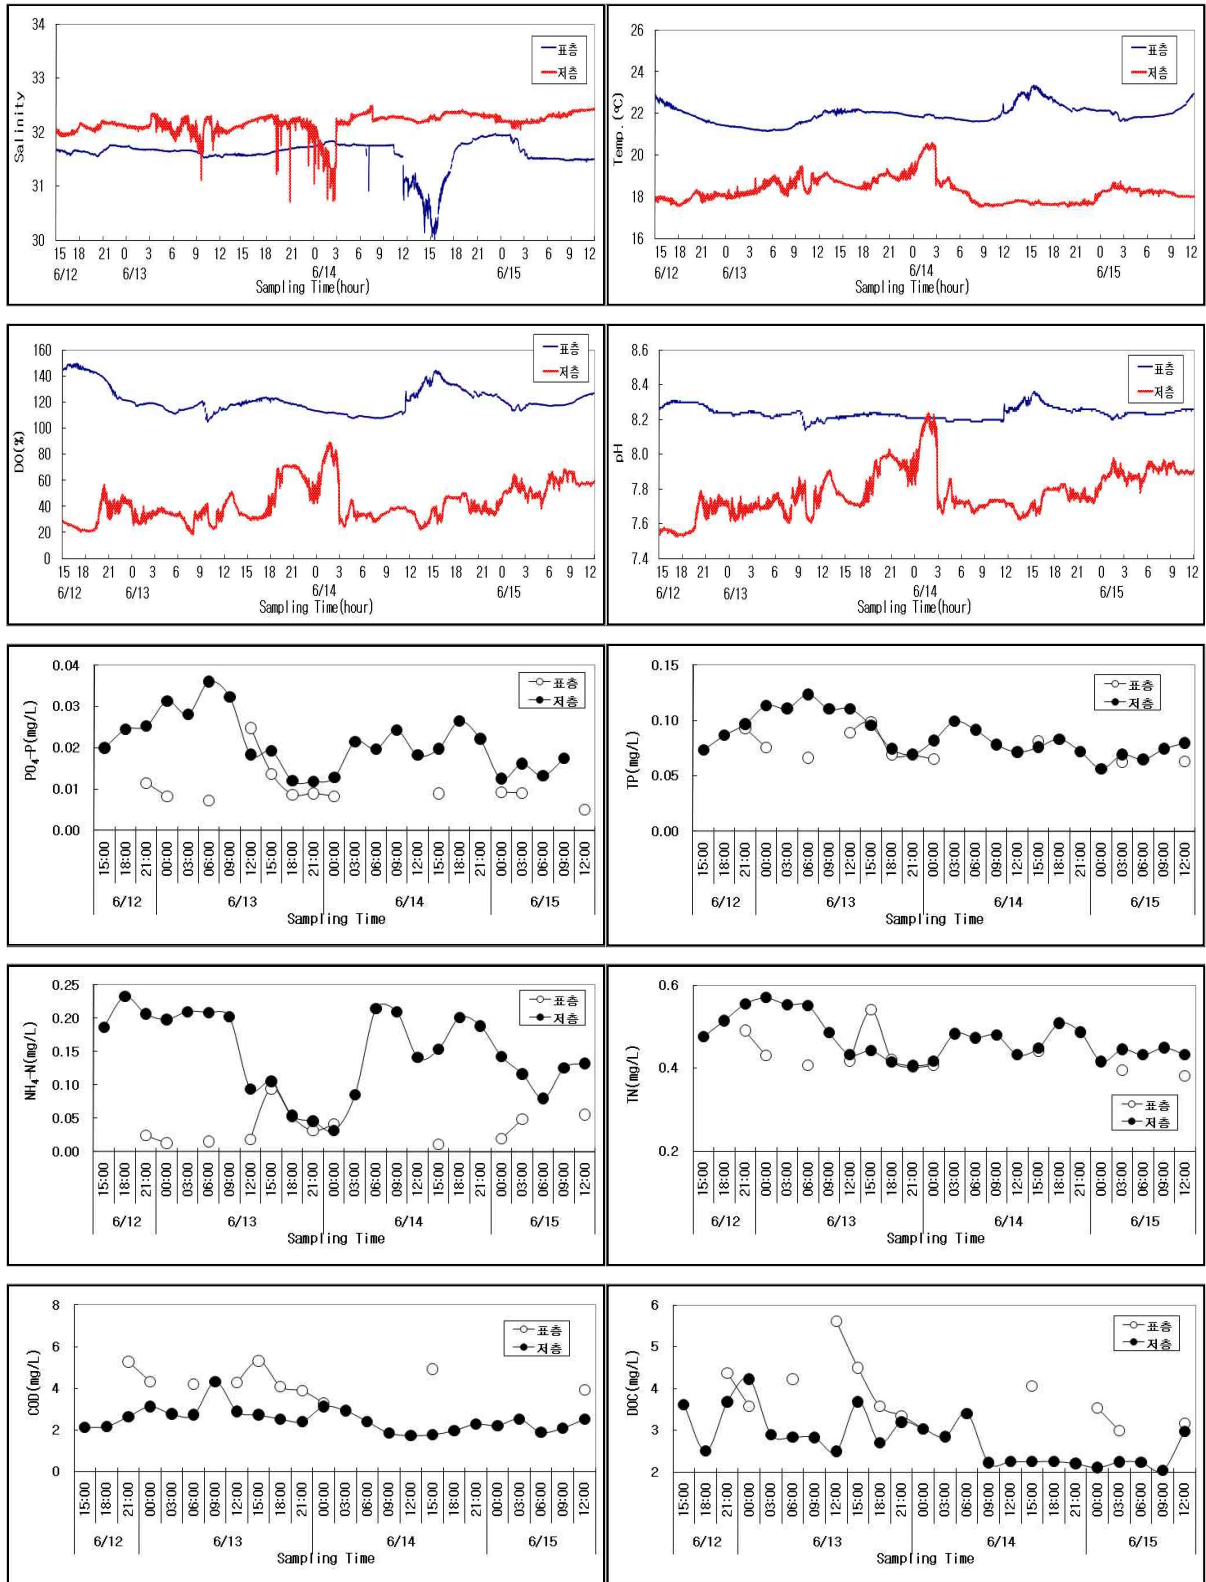 34
33
32
31
30
Salinity
표층
저층
15 18 21 0 3 6 9 12 15 18 21 0 3 6 9 12 15 18 21 0 3 6 9 12
6/12 6/13 6/14 6/15
Sampling Time(hour)
26
24
22
20
18
16
Temp.(℃)
표층
저층
15 18 21 0 3 6 9 12 15 18 21 0 3 6 9 12 15 18 21 0 3 6 9 12
6/12 6/13 6/14 6/15
Sampling Time(hour)
160
140
120
100
80
60
40
20
0
DO(%)
표층
저층
15 18 21 0 3 6 9 12 15 18 21 0 3 6 9 12 15 18 21 0 3 6 9 12
6/12 6/13 6/14 6/15
Sampling Time(hour)
8.6
8.4
8.2
8.0
7.8
7.6
7.4
pH
표층
저층
15 18 21 0 3 6 9 12 15 18 21 0 3 6 9 12 15 18 21 0 3 6 9 12
6/12 6/13 6/14 6/15
Sampling Time(hour)
0.04
0.03
0.02
0.01
0.00
PO₄-P(mg/L)
표층
저층
15:00 18:00 21:00 00:00 03:00 06:00 09:00 12:00 15:00 18:00 21:00 00:00 03:00 06:00 09:00 12:00 15:00 18:00 21:00 00:00 03:00 06:00 09:00 12:00
6/12 6/13 6/14 6/15
Sampling Time
0.15
0.10
0.05
0.00
TP(mg/L)
표층
저층
15:00 18:00 21:00 00:00 03:00 06:00 09:00 12:00 15:00 18:00 21:00 00:00 03:00 06:00 09:00 12:00 15:00 18:00 21:00 00:00 03:00 06:00 09:00 12:00
6/12 6/13 6/14 6/15
Sampling Time
0.25
0.20
0.15
0.10
0.05
0.00
NH₄-N(mg/L)
표층
저층
15:00 18:00 21:00 00:00 03:00 06:00 09:00 12:00 15:00 18:00 21:00 00:00 03:00 06:00 09:00 12:00 15:00 18:00 21:00 00:00 03:00 06:00 09:00 12:00
6/12 6/13 6/14 6/15
Sampling Time
0.6
0.4
0.2
TN(mg/L)
표층
저층
15:00 18:00 21:00 00:00 03:00 06:00 09:00 12:00 15:00 18:00 21:00 00:00 03:00 06:00 09:00 12:00 15:00 18:00 21:00 00:00 03:00 06:00 09:00 12:00
6/12 6/13 6/14 6/15
Sampling Time
8
6
4
2
0
COD(mg/L)
표층
저층
15:00 18:00 21:00 00:00 03:00 06:00 09:00 12:00 15:00 18:00 21:00 00:00 03:00 06:00 09:00 12:00 15:00 18:00 21:00 00:00 03:00 06:00 09:00 12:00
6/12 6/13 6/14 6/15
Sampling Time
6
5
4
3
2
DOC(mg/L)
표층
저층
15:00 18:00 21:00 00:00 03:00 06:00 09:00 12:00 15:00 18:00 21:00 00:00 03:00 06:00 09:00 12:00 15:00 18:00 21:00 00:00 03:00 06:00 09:00 12:00
6/12 6/13 6/14 6/15
Sampling Time